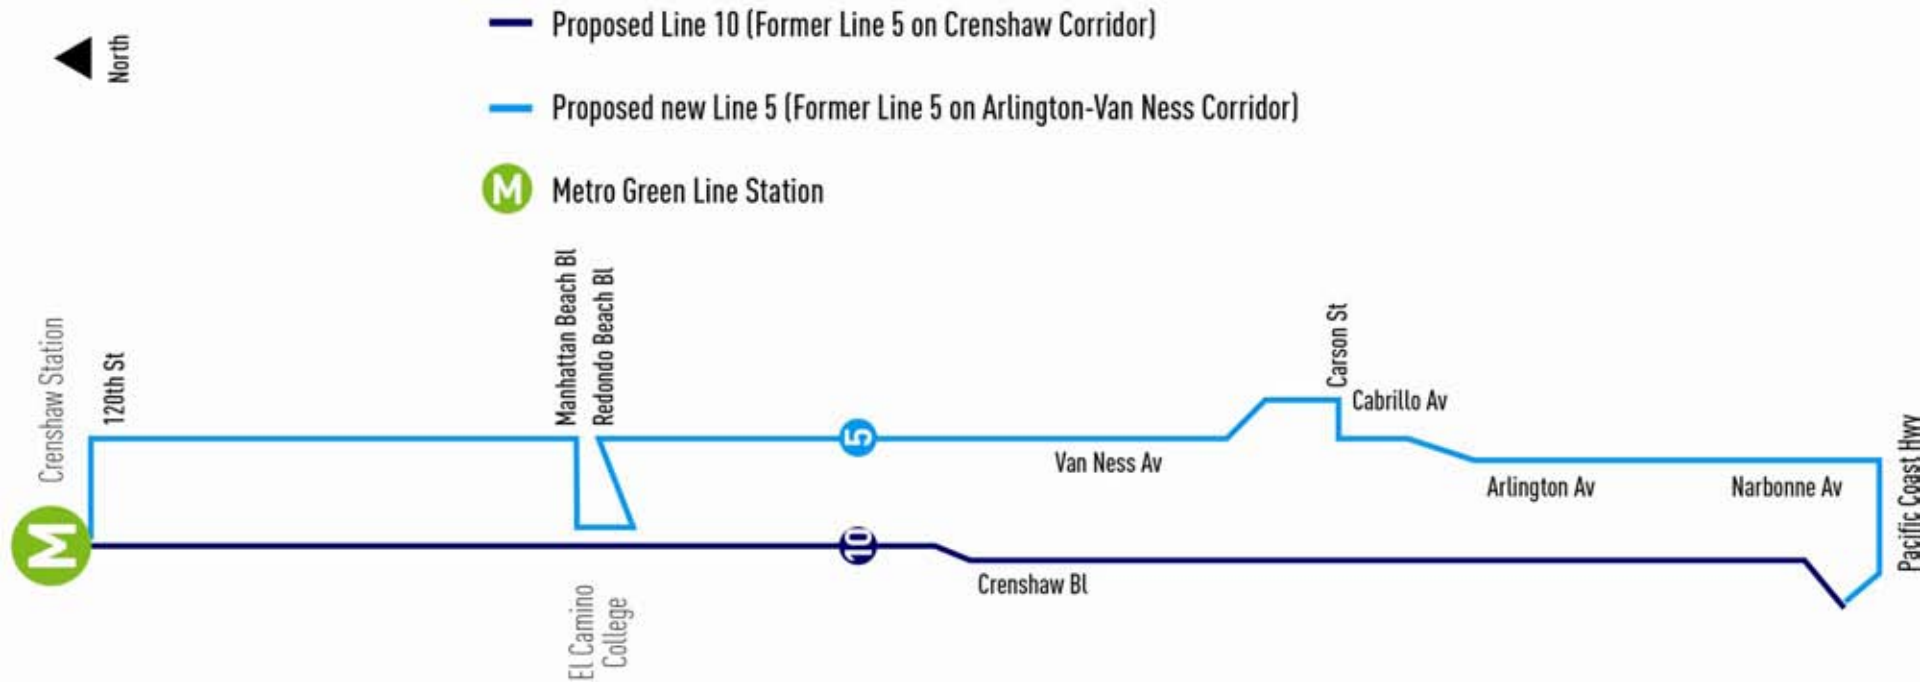 North
Proposed Line 10 (Former Line 5 on Crenshaw Corridor)
Proposed new Line 5 (Former Line 5 on Arlington-Van Ness Corridor)
M
Metro Green Line Station
Crenshaw Station
120th St
Manhattan Beach Bl
Redondo Beach Bl
Carson St
Cabrillo Av
5
Van Ness Av
Arlington Av
Narbonne Av
Pacific Coast Hwy
M
10
Crenshaw Bl
El Camino
College